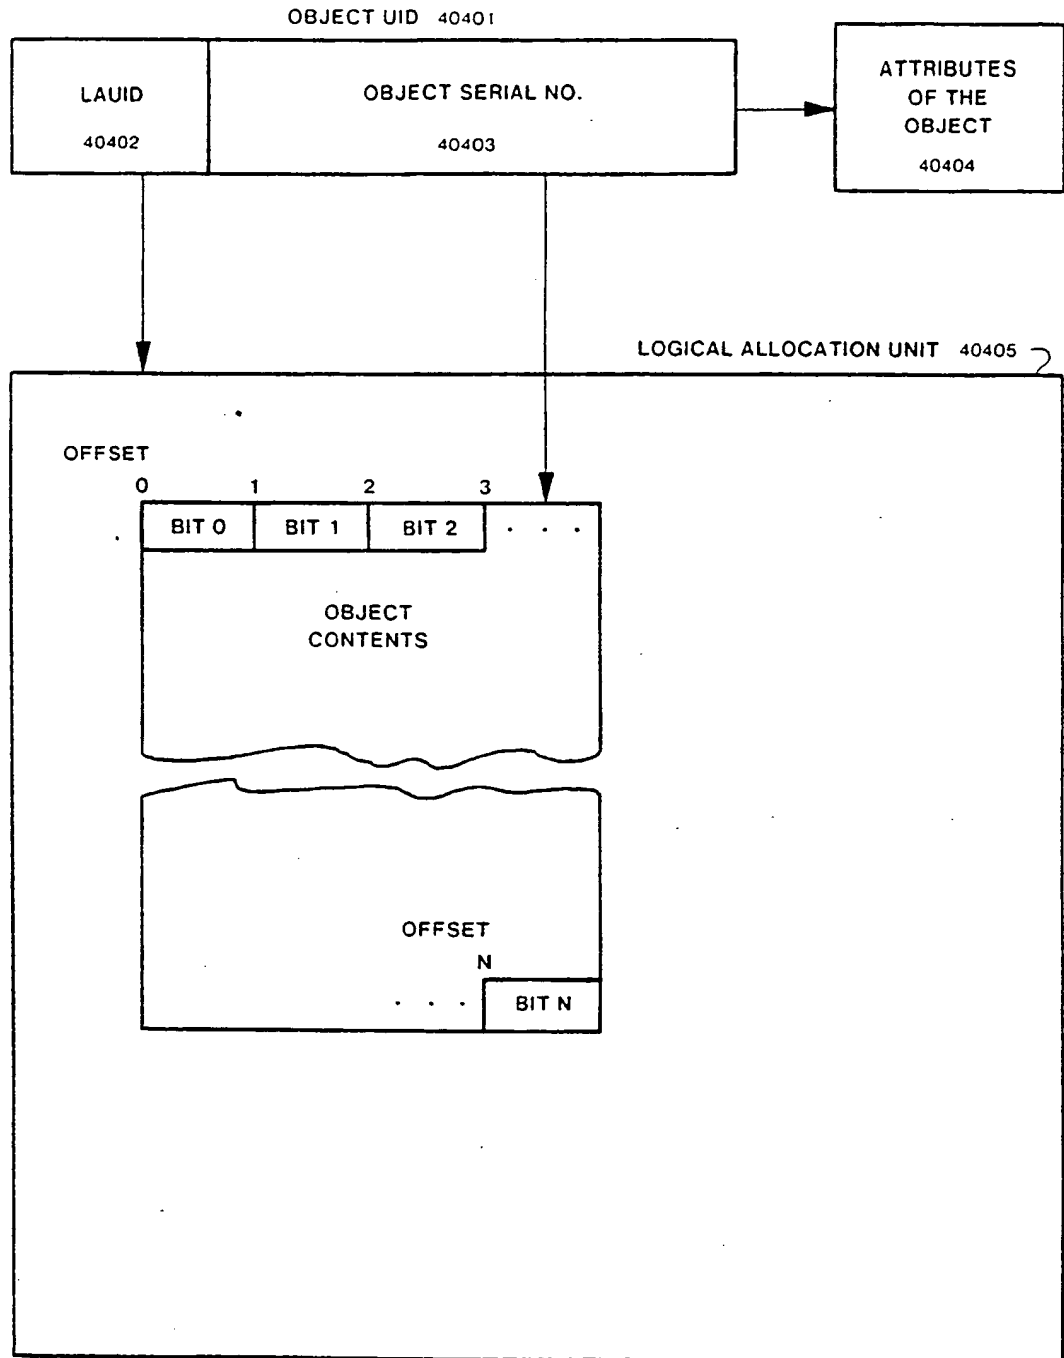 OBJECT UID 40401
LAUID
40402
OBJECT SERIAL NO.
40403
ATTRIBUTES
OF THE
OBJECT
40404
LOGICAL ALLOCATION UNIT 40405
OFFSET
0 1 2 3
BIT 0 BIT 1 BIT 2 . . .
OBJECT
CONTENTS
OFFSET
N
. . . BIT N